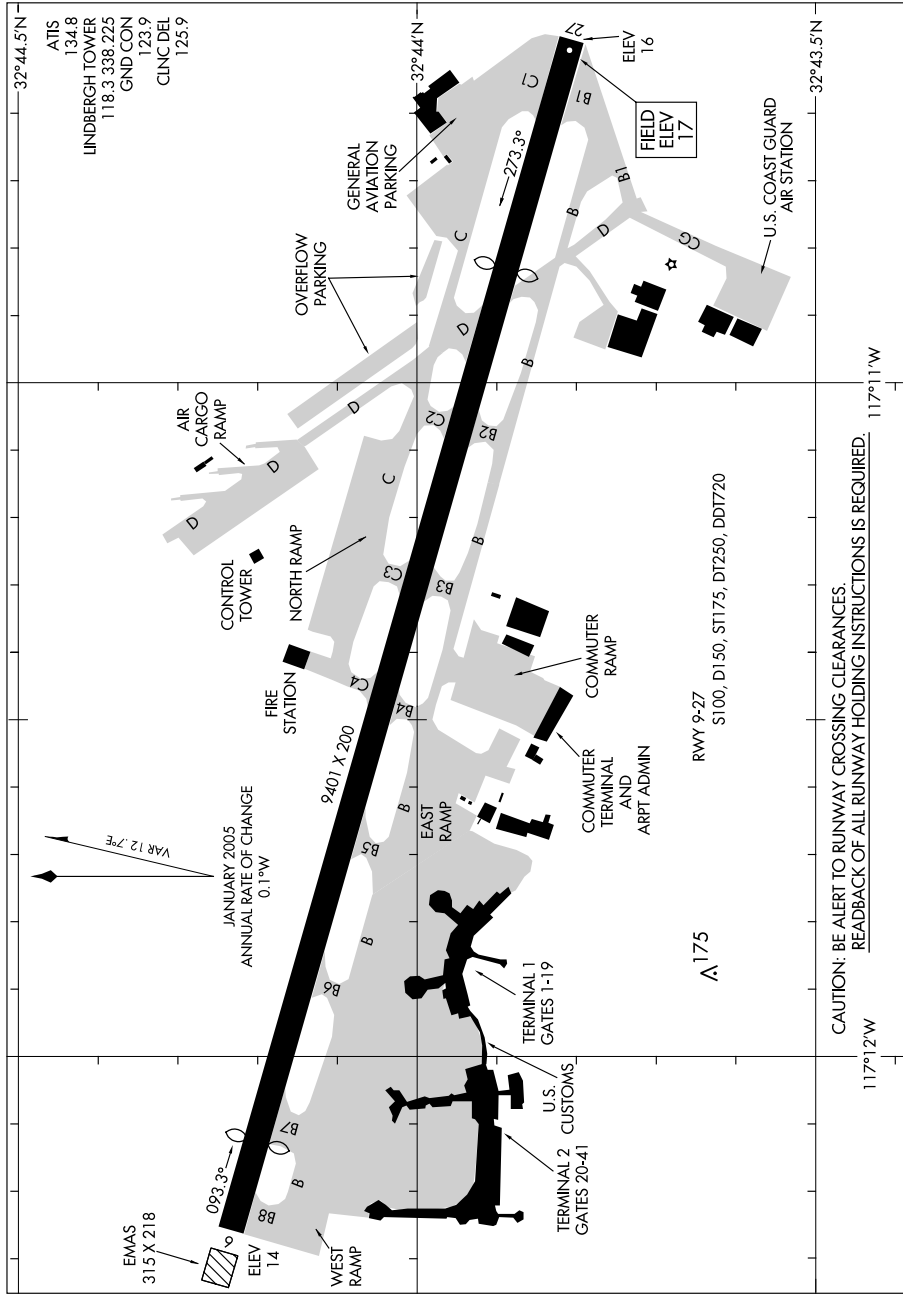 ATIS
134.8
LINDBERGH TOWER
118.3 338.225
GND CON
123.9
CLNC DEL
125.9
32°44.5'N
32°44'N
32°43.5'N
VAR 12.7°E
JANUARY 2005
ANNUAL RATE OF CHANGE
0.1°W
EMAS
315 X 218
9
ELEV
14
093.3°
WEST
RAMP
B8
B
B7
B6
B
B5
B
9401 X 200
B4
C4
FIRE
STATION
CONTROL
TOWER
NORTH RAMP
C3
B3
B
C
AIR
CARGO
RAMP
D
D
D
C2
B2
OVERFLOW
PARKING
D
B
C
GENERAL
AVIATION
PARKING
273.3°
B
D
C1
B1
B1
27
ELEV
16
FIELD
ELEV
17
CG
U.S. COAST GUARD
AIR STATION
EAST
RAMP
TERMINAL 1
GATES 1-19
U.S.
CUSTOMS
TERMINAL 2
GATES 20-41
COMMUTER
RAMP
COMMUTER
TERMINAL
AND
ARPT ADMIN
175
RWY 9-27
S100, D150, ST175, DT250, DDT720
CAUTION: BE ALERT TO RUNWAY CROSSING CLEARANCES.
READBACK OF ALL RUNWAY HOLDING INSTRUCTIONS IS REQUIRED.
117°12'W
117°11'W